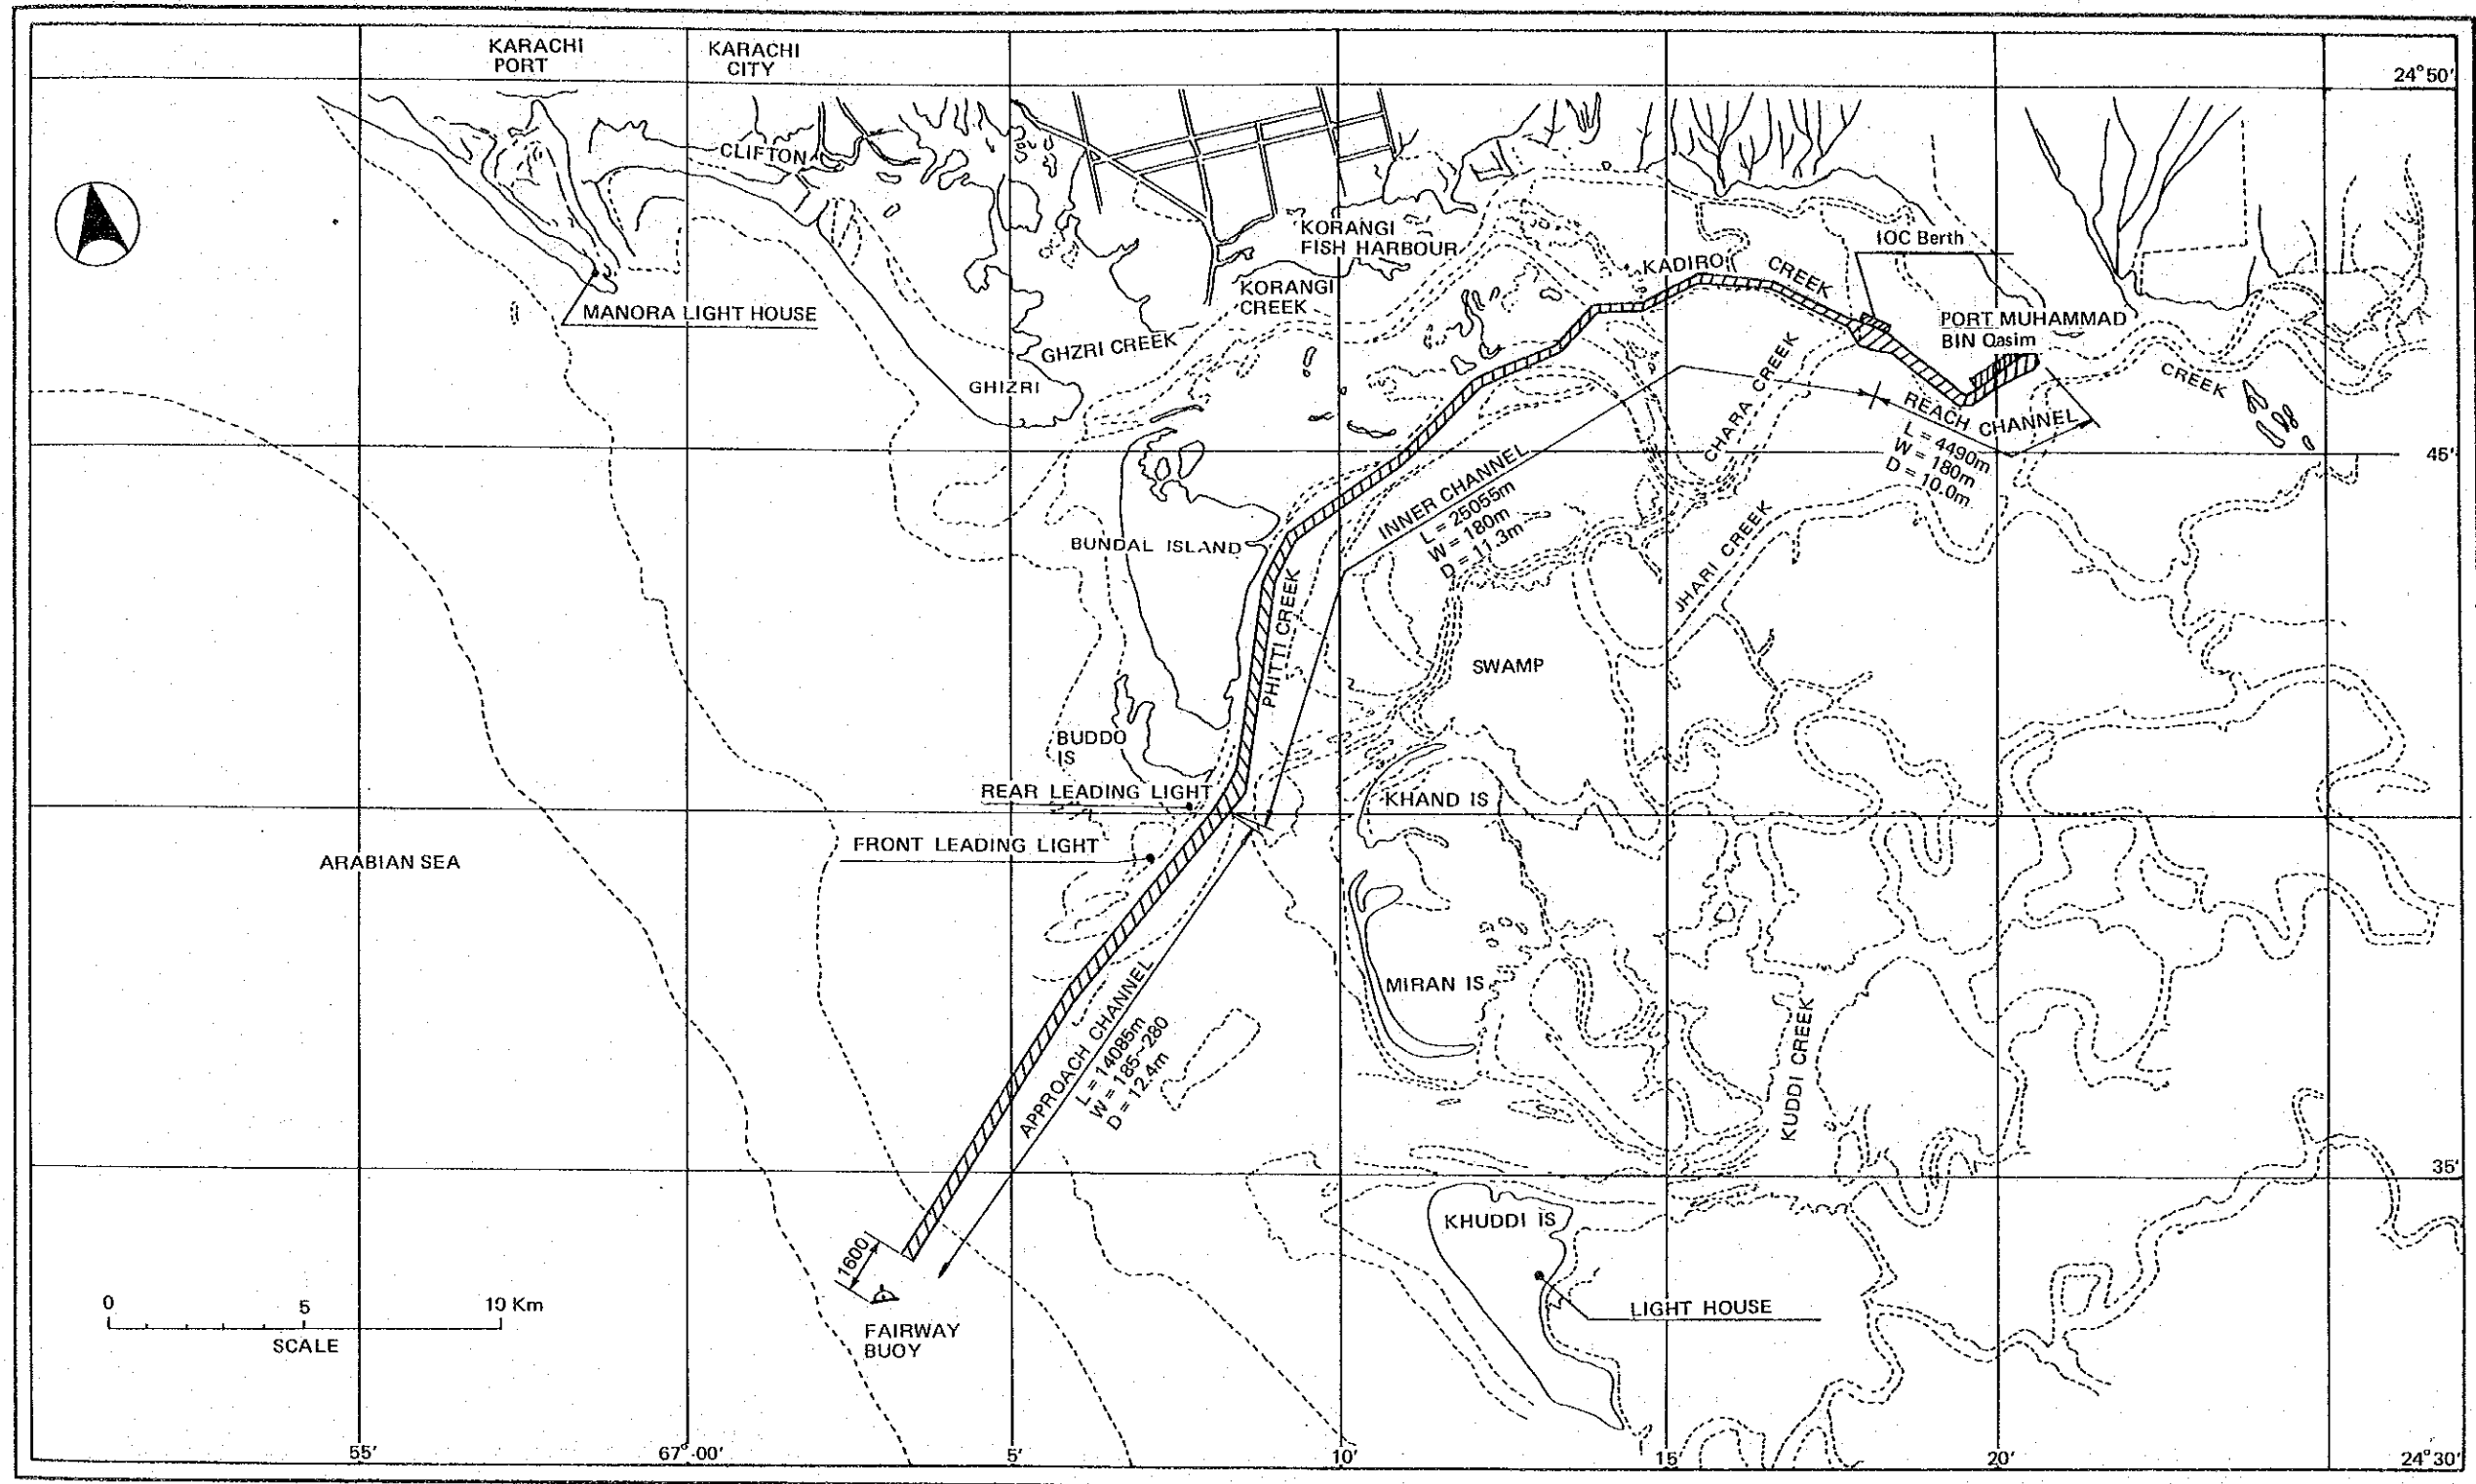 KARACHI
PORT
KARACHI
CITY
24°50'
CLIFTON
KORANGI
FISH HARBOUR
IOC Berth
KADIRO
CREEK
KORANGI
CREEK
MANORA LIGHT HOUSE
PORT MUHAMMAD
BIN Qasim
GHZRI CREEK
GHIZRI
CHARA CREEK
CREEK
REACH CHANNEL
L = 4490m
W = 180m
D = 10.0m
45'
INNER CHANNEL
L = 25055m
W = 180m
D = 11.3m
BUNDAL ISLAND
JHARI CREEK
PHITTI CREEK
SWAMP
BUDDO
IS
REAR LEADING LIGHT
KHAND IS
FRONT LEADING LIGHT
ARABIAN SEA
MIRAN IS
APPROACH CHANNEL
L = 14085m
W = 185~280
D = 12.4m
KUDDI CREEK
35'
KHUDDI IS
1600
LIGHT HOUSE
0 5 10 Km
SCALE
FAIRWAY
BUOY
55'
67°00'
5'
10'
15'
20'
24°30'